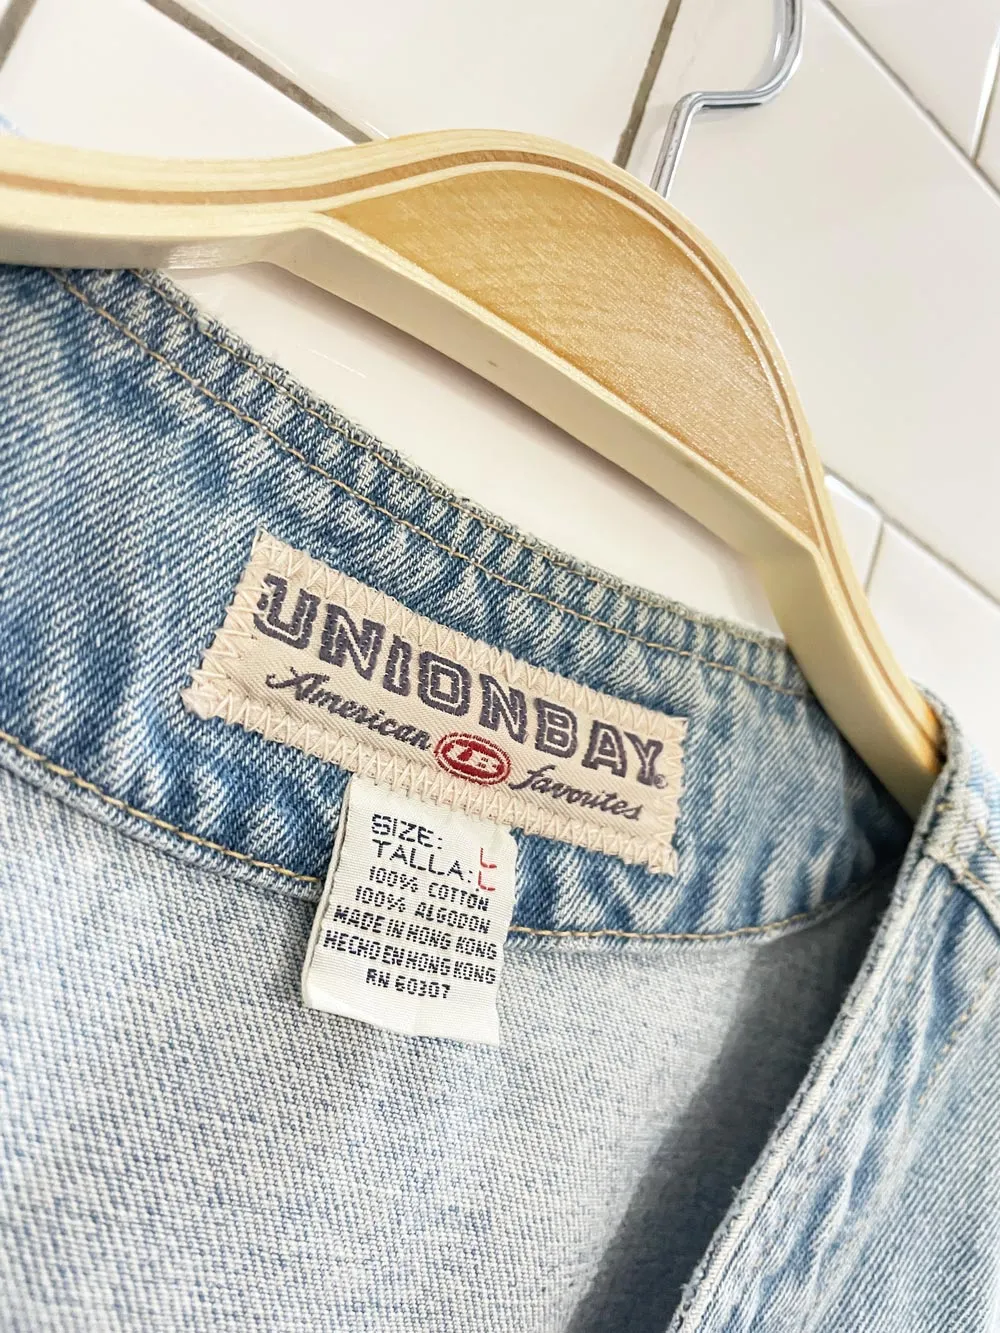 UNIONBAY®
American UB favorites
SIZE: L
TALLA: L
100% COTTON
100% ALGODON
MADE IN HONG KONG
HECHO EN HONG KONG
RN 60307